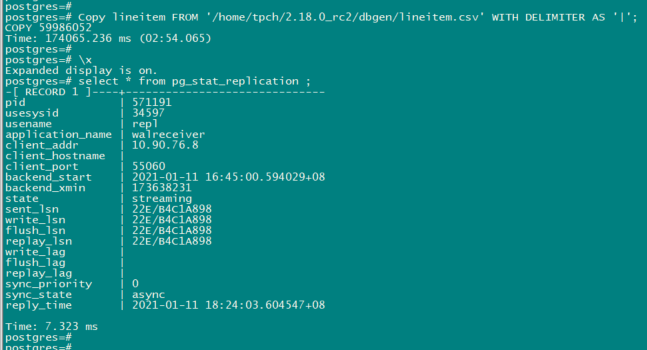 postgres=#
postgres=# Copy lineitem FROM '/home/tpch/2.18.0_rc2/dbgen/lineitem.csv' WITH DELIMITER AS '|';
COPY 59986052
Time: 174065.236 ms (02:54.065)
postgres=#
postgres=# \x
Expanded display is on.
postgres=# select * from pg_stat_replication ;
-[ RECORD 1 ]----+------------------------------
pid | 571191
usesysid | 34597
usename | repl
application_name | walreceiver
client_addr | 10.90.76.8
client_hostname |
client_port | 55060
backend_start | 2021-01-11 16:45:00.594029+08
backend_xmin | 173638231
state | streaming
sent_lsn | 22E/B4C1A898
write_lsn | 22E/B4C1A898
flush_lsn | 22E/B4C1A898
replay_lsn | 22E/B4C1A898
write_lag |
flush_lag |
replay_lag |
sync_priority | 0
sync_state | async
reply_time | 2021-01-11 18:24:03.604547+08
Time: 7.323 ms
postgres=#
postgres=#